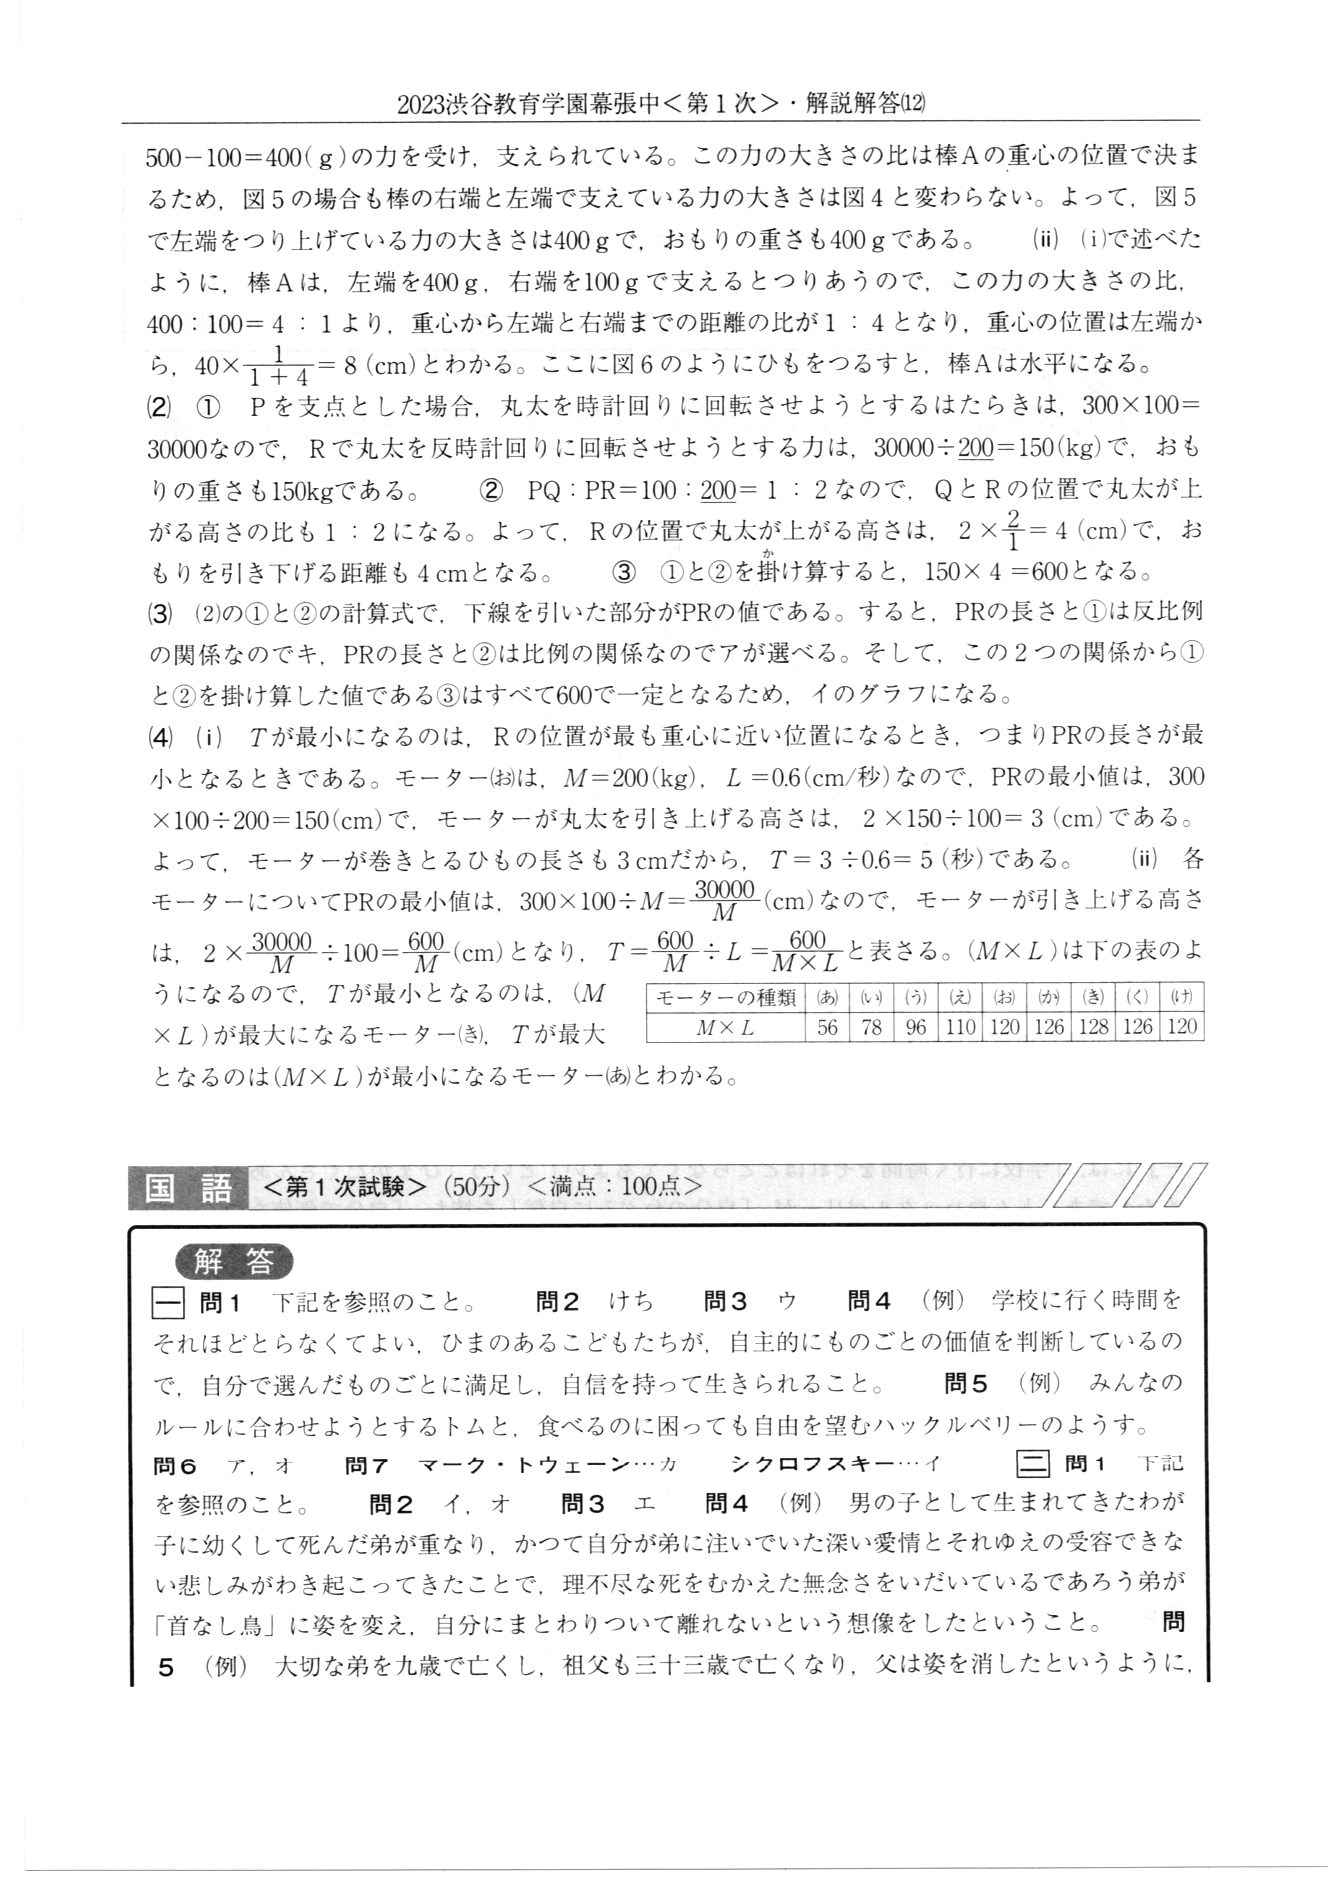 2023渋谷教育学園幕張中＜第１次＞・解説解答⑿
500−100＝400(ｇ)の力を受け，支えられている。この力の大きさの比は棒Ａの重心の位置で決ま
るため，図５の場合も棒の右端と左端で支えている力の大きさは図４と変わらない。よって，図５
で左端をつり上げている力の大きさは400ｇで，おもりの重さも400ｇである。　(ii)　(i)で述べた
ように，棒Ａは，左端を400ｇ，右端を100ｇで支えるとつりあうので，この力の大きさの比，
400：100＝４：１より，重心から左端と右端までの距離の比が１：４となり，重心の位置は左端か
ら，40×1/(1＋4)＝８(cm)とわかる。ここに図６のようにひもをつるすと，棒Ａは水平になる。
⑵　①　Ｐを支点とした場合，丸太を時計回りに回転させようとするはたらきは，300×100＝
30000なので，Ｒで丸太を反時計回りに回転させようとする力は，30000÷200＝150(kg)で，おも
りの重さも150kgである。　②　PQ：PR＝100：200＝１：２なので，ＱとＲの位置で丸太が上
がる高さの比も１：２になる。よって，Ｒの位置で丸太が上がる高さは，２×2/1＝４(cm)で，お
もりを引き下げる距離も４cmとなる。　③　①と②を掛(か)け算すると，150×４＝600となる。
⑶　⑵の①と②の計算式で，下線を引いた部分がPRの値である。すると，PRの長さと①は反比例
の関係なのでキ，PRの長さと②は比例の関係なのでアが選べる。そして，この２つの関係から①
と②を掛け算した値である③はすべて600で一定となるため，イのグラフになる。
⑷　(i)　Tが最小になるのは，Ｒの位置が最も重心に近い位置になるとき，つまりPRの長さが最
小となるときである。モーター(お)は，M＝200(kg)，L＝0.6(cm/秒)なので，PRの最小値は，300
×100÷200＝150(cm)で，モーターが丸太を引き上げる高さは，２×150÷100＝３(cm)である。
よって，モーターが巻きとるひもの長さも３cmだから，T＝３÷0.6＝５(秒)である。　(ii)　各
モーターについてPRの最小値は，300×100÷M＝30000/M(cm)なので，モーターが引き上げる高さ
は，２×30000/M÷100＝600/M(cm)となり，T＝600/M÷L＝600/(M×L)と表さる。(M×L)は下の表のよ
うになるので，Tが最小となるのは，(M
×L)が最大になるモーター(き)，Tが最大
となるのは(M×L)が最小になるモーター(あ)とわかる。
モーターの種類　(あ)　(い)　(う)　(え)　(お)　(か)　(き)　(く)　(け)
M×L　56　78　96　110　120　126　128　126　120
国　語　＜第１次試験＞（50分）＜満点：100点＞
解　答
一　問１　下記を参照のこと。　問２　けち　問３　ウ　問４　（例）　学校に行く時間を
それほどとらなくてよい，ひまのあるこどもたちが，自主的にものごとの価値を判断しているの
で，自分で選んだものごとに満足し，自信を持って生きられること。　問５　（例）　みんなの
ルールに合わせようとするトムと，食べるのに困っても自由を望むハックルベリーのようす。
問６　ア，オ　問７　マーク・トウェーン…カ　シクロフスキー…イ　二　問１　下記
を参照のこと。　問２　イ，オ　問３　エ　問４　（例）　男の子として生まれてきたわが
子に幼くして死んだ弟が重なり，かつて自分が弟に注いでいた深い愛情とそれゆえの受容できな
い悲しみがわき起こってきたことで，理不尽な死をむかえた無念さをいだいているであろう弟が
「首なし鳥」に姿を変え，自分にまとわりついて離れないという想像をしたということ。　問
５　（例）　大切な弟を九歳で亡くし，祖父も三十三歳で亡くなり，父は姿を消したというように，